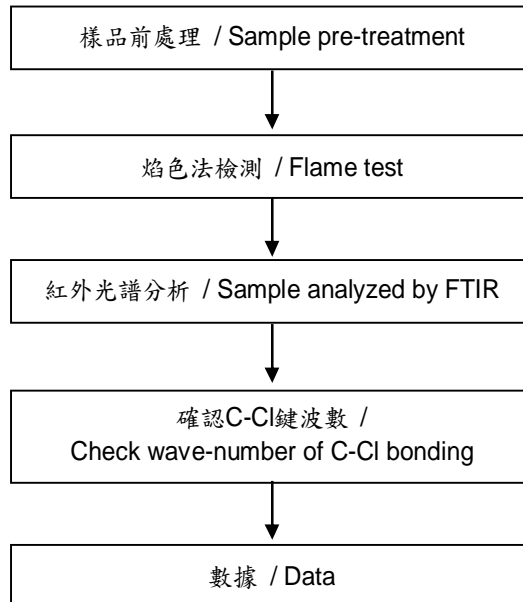 樣品前處理 / Sample pre-treatment
焰色法檢測 / Flame test
紅外光譜分析 / Sample analyzed by FTIR
確認C-Cl鍵波數 /
Check wave-number of C-Cl bonding
數據 / Data